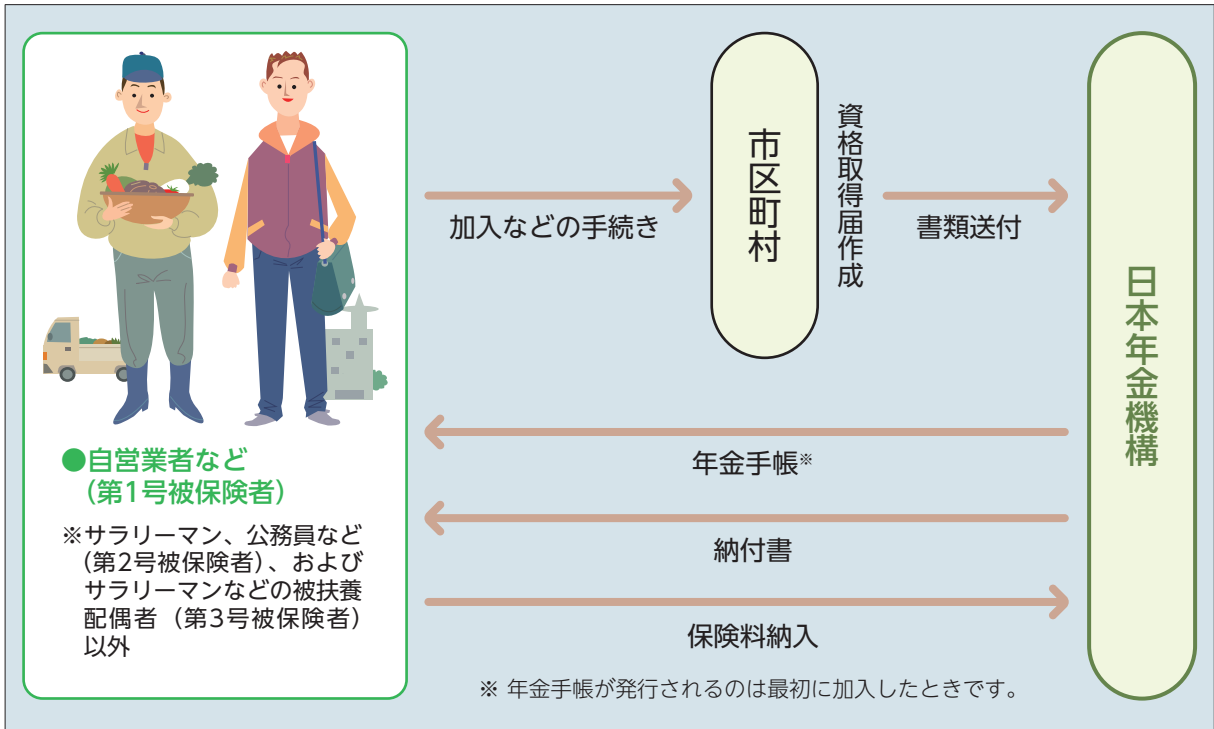 ●自営業者など
（第1号被保険者）
※サラリーマン、公務員など
（第2号被保険者）、および
サラリーマンなどの被扶養
配偶者（第3号被保険者）
以外
加入などの手続き
市区町村
資格取得届作成
書類送付
日本年金機構
年金手帳※
納付書
保険料納入
※ 年金手帳が発行されるのは最初に加入したときです。